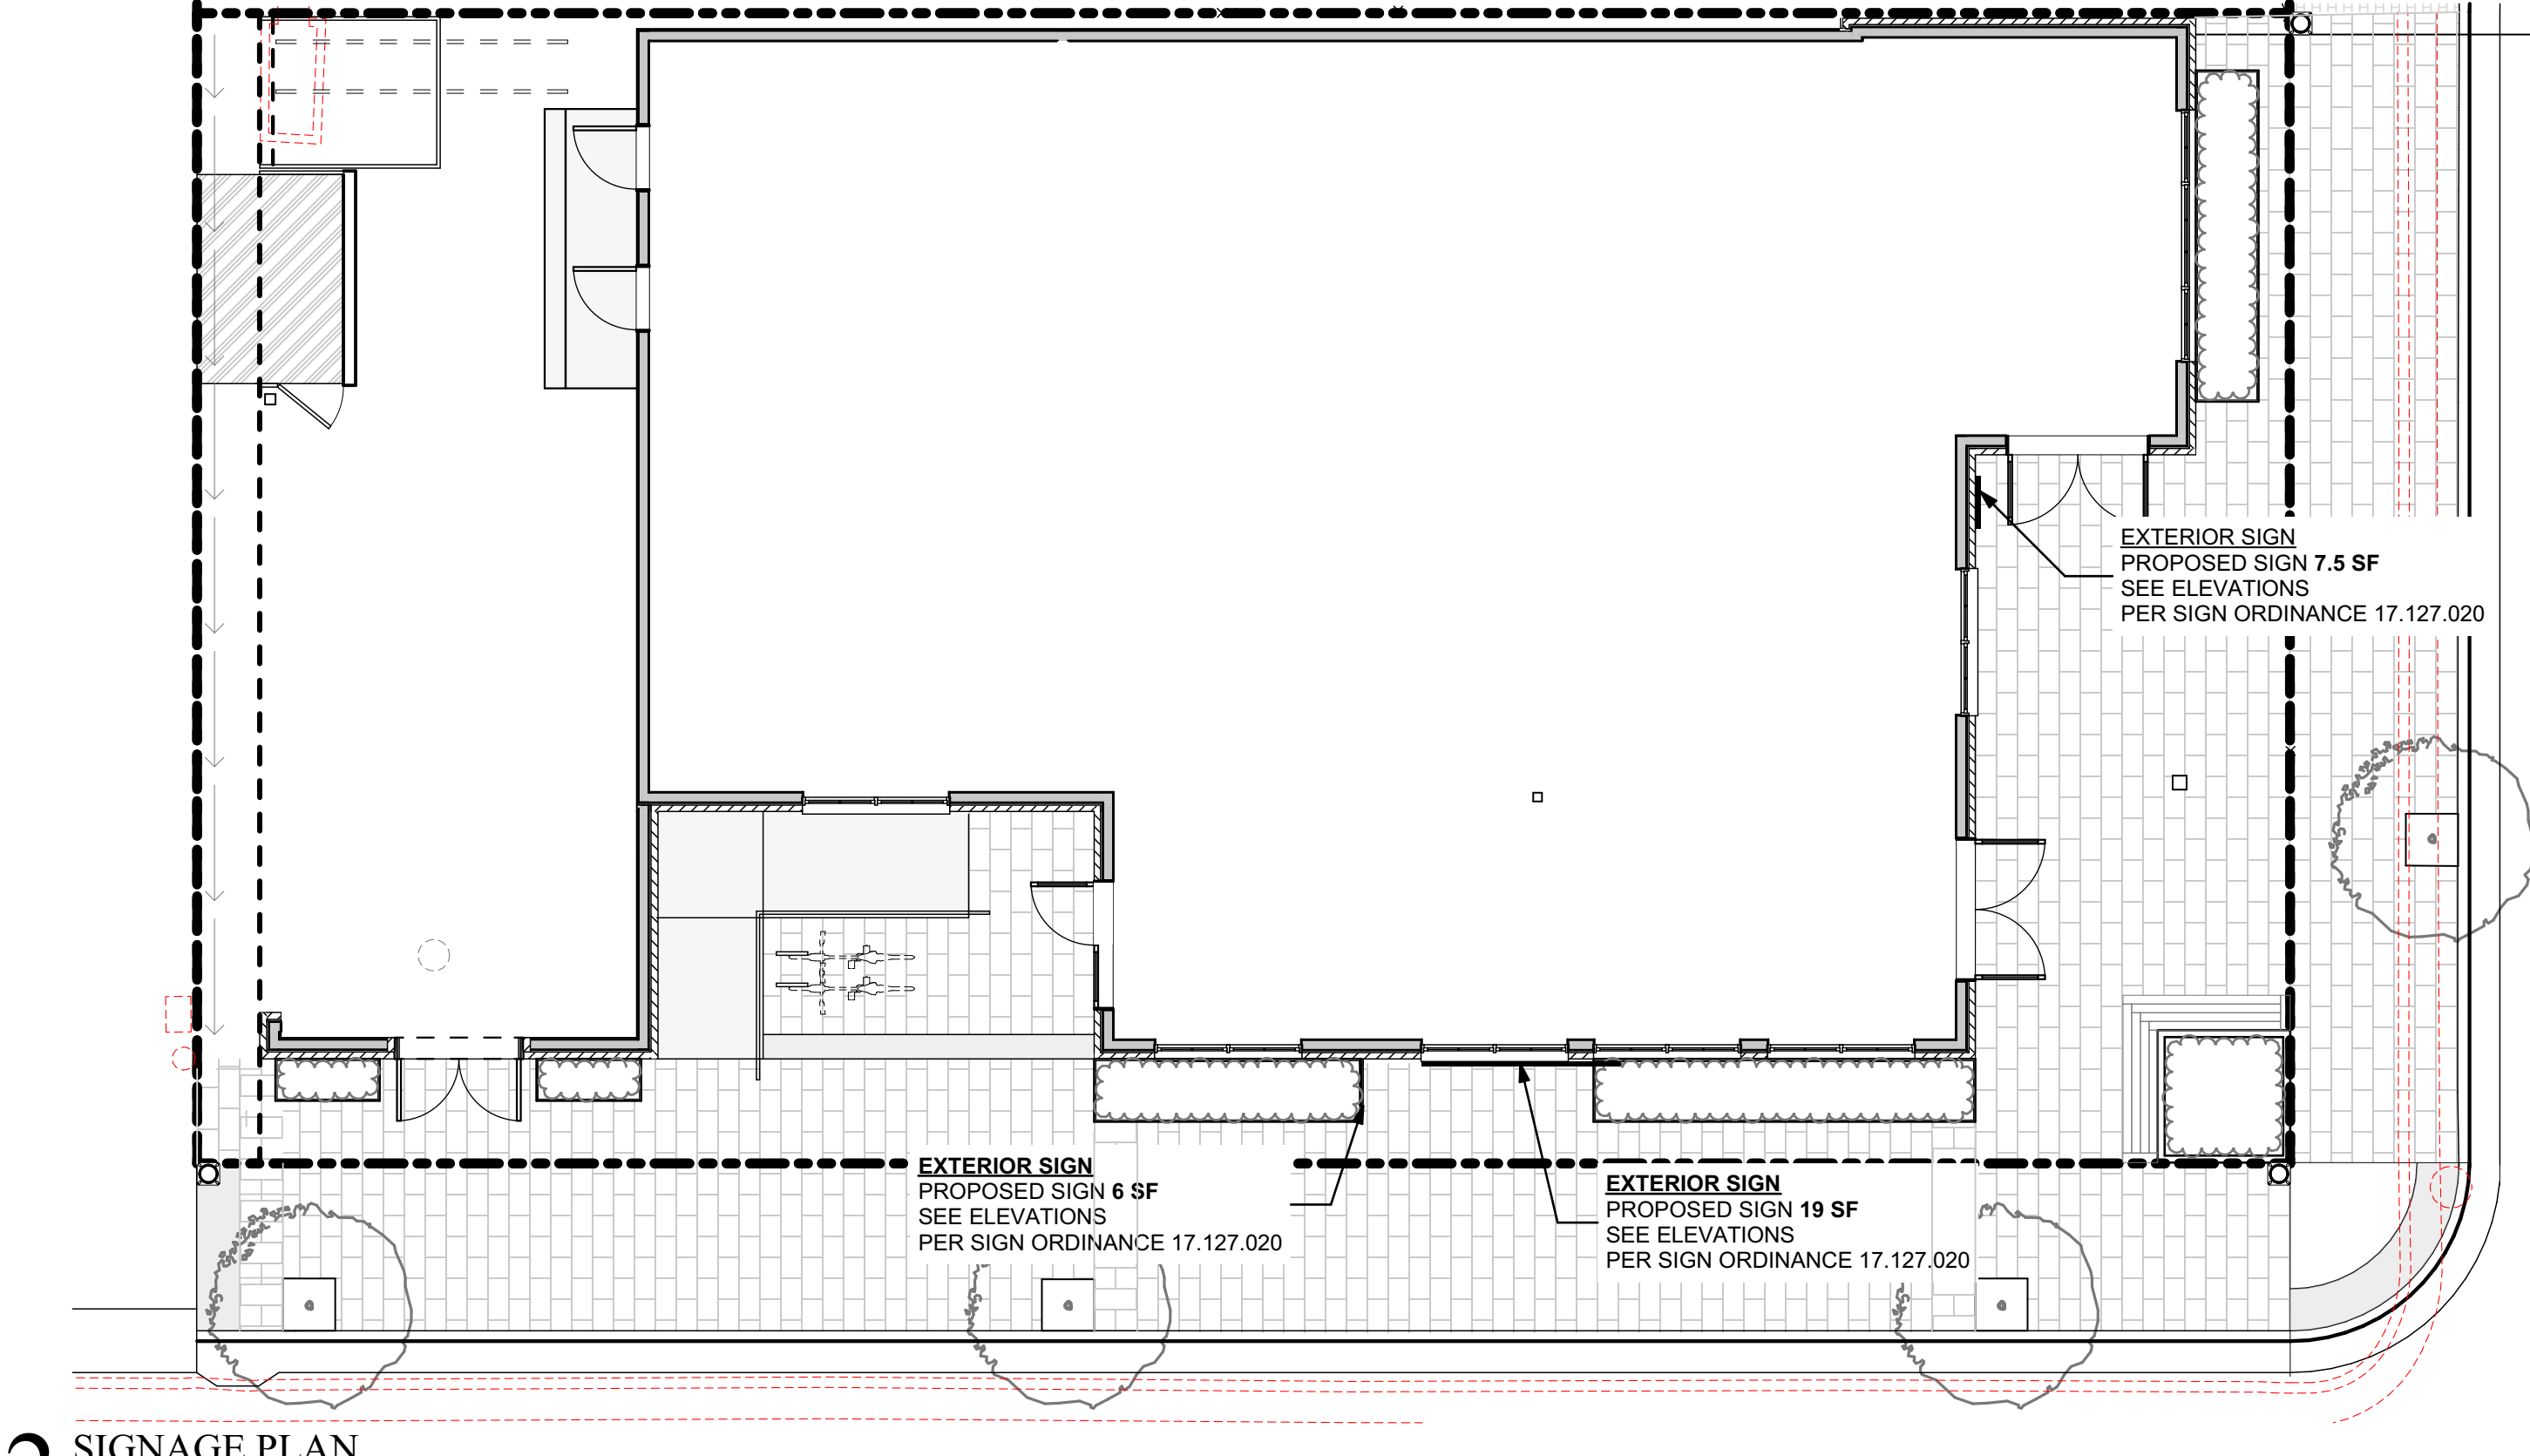 EXTERIOR SIGN
PROPOSED SIGN 7.5 SF
SEE ELEVATIONS
PER SIGN ORDINANCE 17.127.020
EXTERIOR SIGN
PROPOSED SIGN 6 SF
SEE ELEVATIONS
PER SIGN ORDINANCE 17.127.020
EXTERIOR SIGN
PROPOSED SIGN 19 SF
SEE ELEVATIONS
PER SIGN ORDINANCE 17.127.020
SIGNAGE PLAN